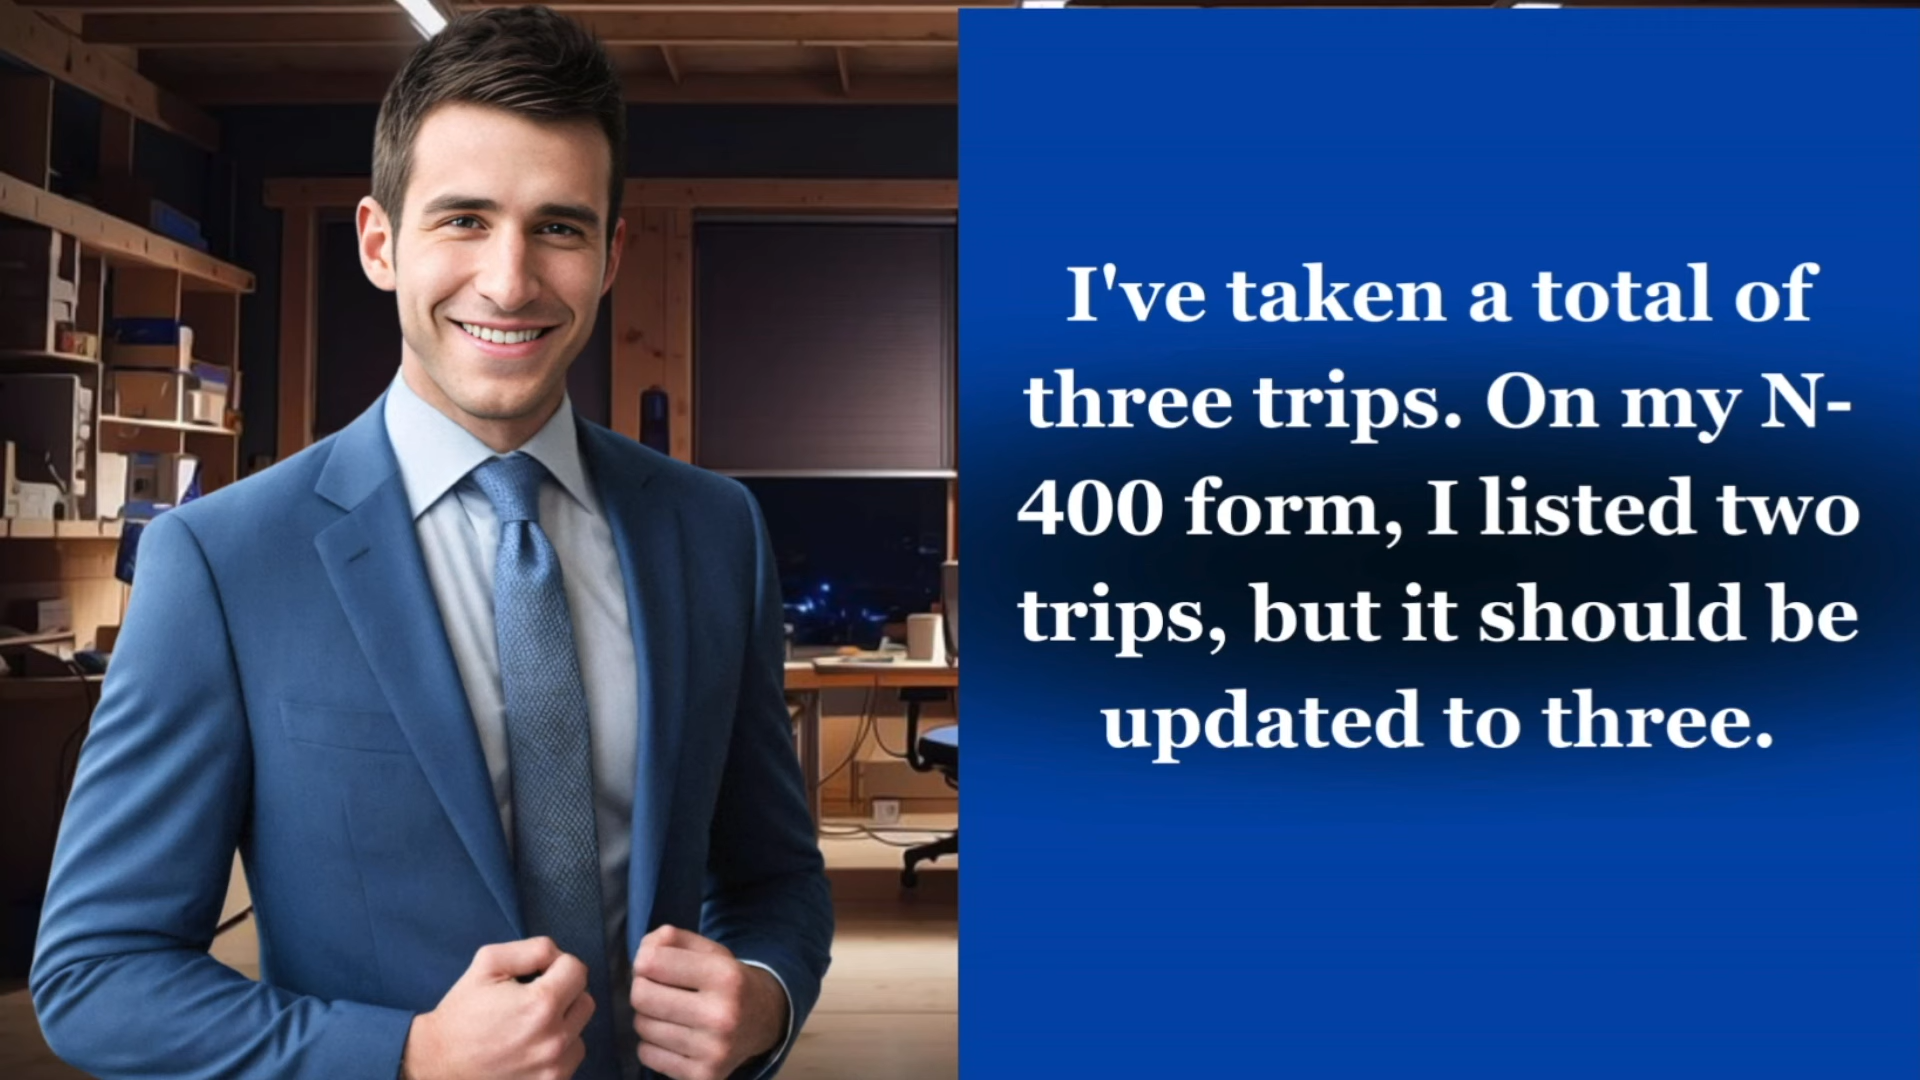 I've taken a total of
three trips. On my N-
400 form, I listed two
trips, but it should be
updated to three.